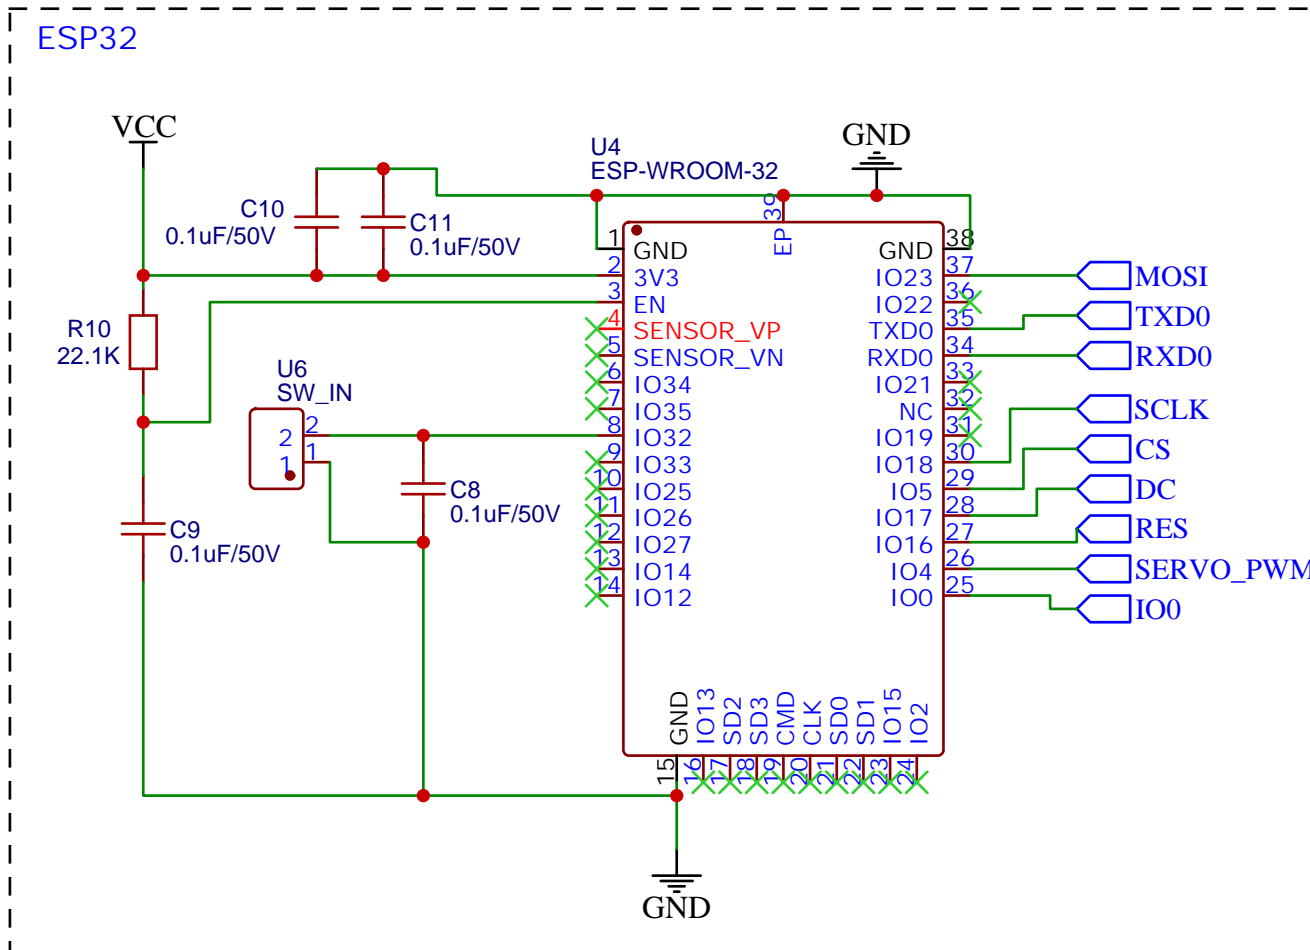 ESP32
VCC
GND
U4
ESP-WROOM-32
C10
0.1uF/50V
C11
0.1uF/50V
R10
22.1K
U6
SW_IN
2
1
2
1
C8
0.1uF/50V
C9
0.1uF/50V
39
EP
1
GND
2
3V3
3
EN
4
SENSOR_VP
5
SENSOR_VN
6
IO34
7
IO35
8
IO32
9
IO33
10
IO25
11
IO26
12
IO27
13
IO14
14
IO12
38
GND
37
IO23
36
IO22
35
TXD0
34
RXD0
33
IO21
32
NC
31
IO19
30
IO18
29
IO5
28
IO17
27
IO16
26
IO4
25
IO0
MOSI
TXD0
RXD0
SCLK
CS
DC
RES
SERVO_PWM
IO0
GND
IO13
SD2
SD3
CMD
CLK
SD0
SD1
IO15
IO2
15
16
17
18
19
20
21
22
23
24
GND